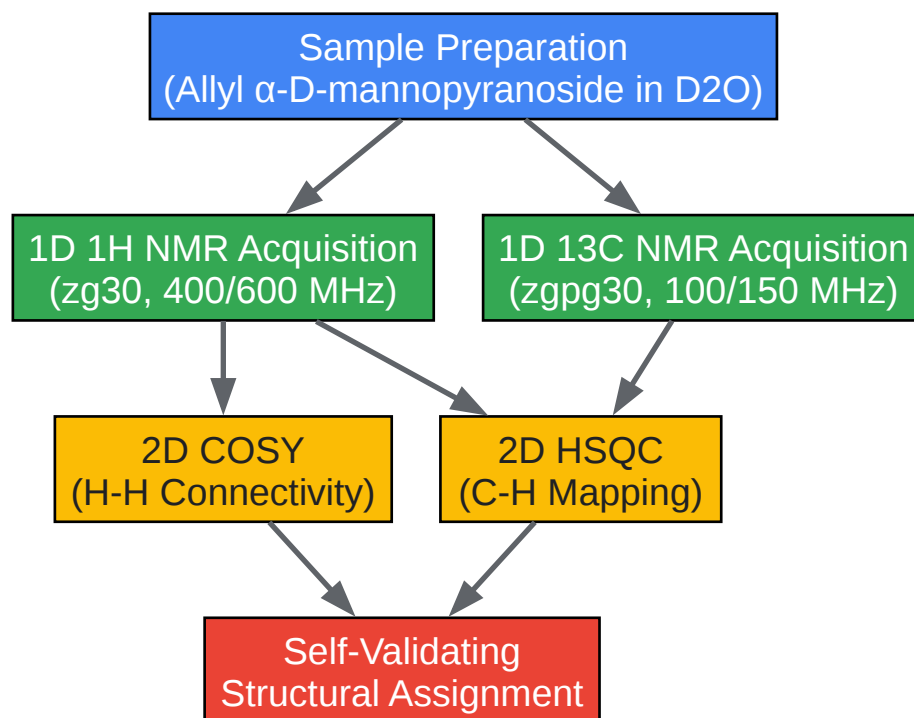 Sample Preparation
(Allyl α-D-mannopyranoside in D2O)
1D 1H NMR Acquisition
(zg30, 400/600 MHz)
1D 13C NMR Acquisition
(zgpg30, 100/150 MHz)
2D COSY
(H-H Connectivity)
2D HSQC
(C-H Mapping)
Self-Validating
Structural Assignment